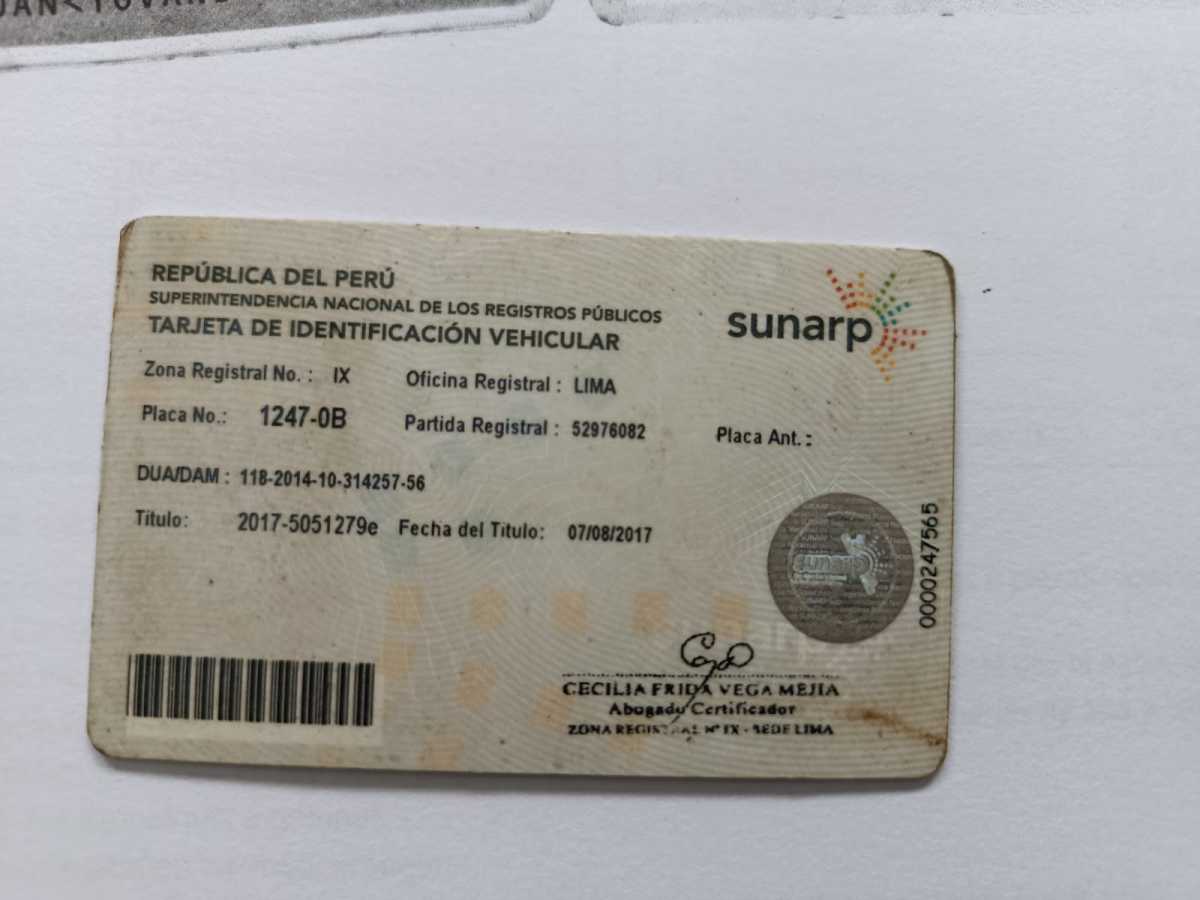 REPÚBLICA DEL PERÚ
SUPERINTENDENCIA NACIONAL DE LOS REGISTROS PÚBLICOS
TARJETA DE IDENTIFICACIÓN VEHICULAR
sunarp
Zona Registral No. : IX Oficina Registral : LIMA
Placa No.: 1247-0B Partida Registral : 52976082 Placa Ant. :
DUA/DAM : 118-2014-10-314257-56
Titulo: 2017-5051279e Fecha del Titulo: 07/08/2017
sunarp
0000247565
CECILIA FRIDA VEGA MEJIA
Abogado Certificador
ZONA REGISTRAL Nº IX - SEDE LIMA